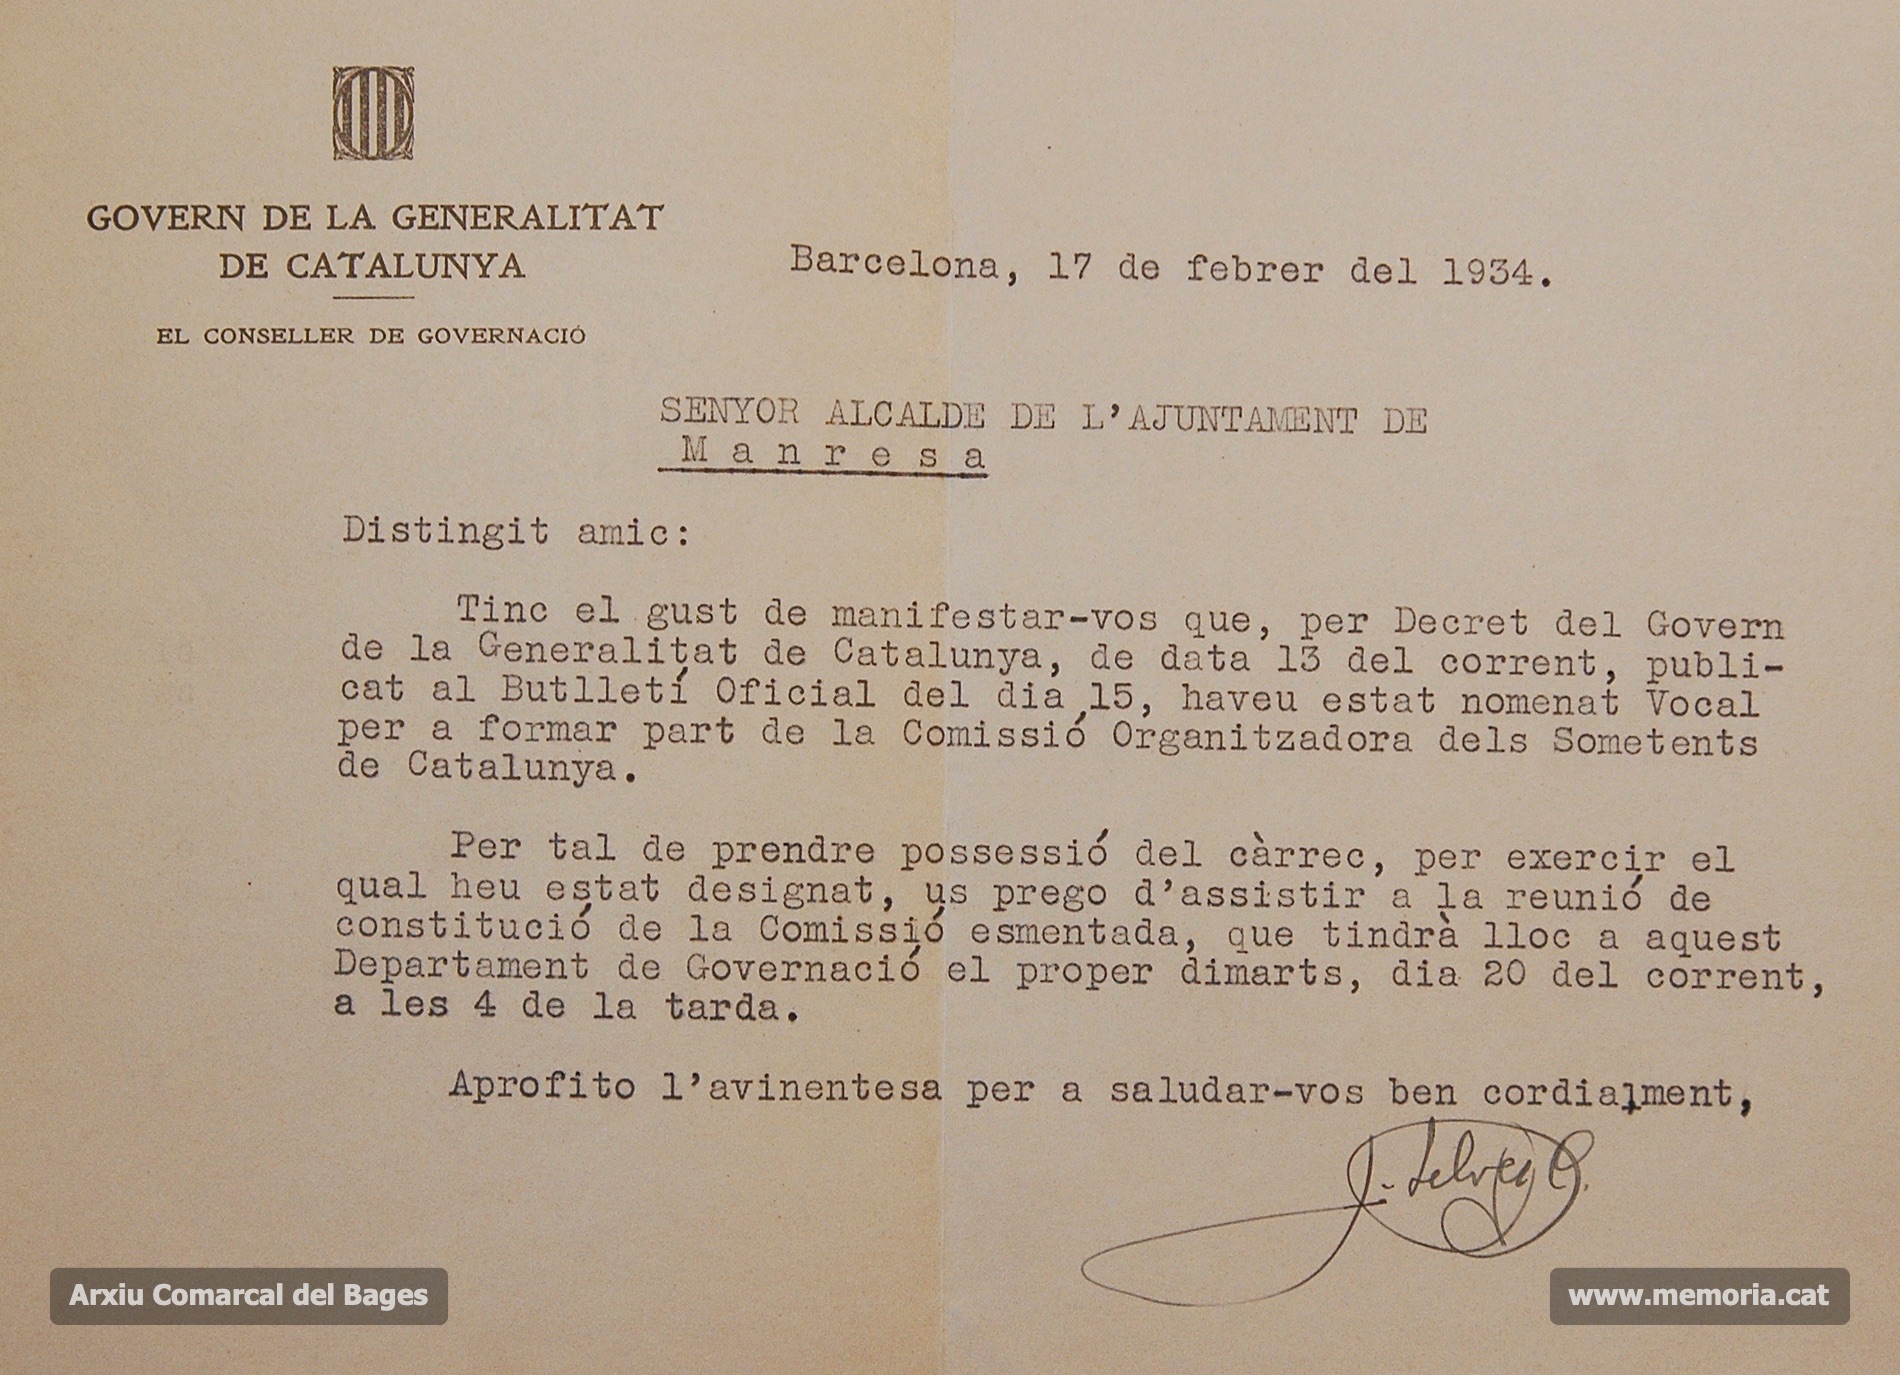 GOVERN DE LA GENERALITAT
DE CATALUNYA
EL CONSELLER DE GOVERNACIÓ
Barcelona, 17 de febrer del 1934.
SENYOR ALCALDE DE L'AJUNTAMENT DE
Manresa
Distingit amic:
Tinc el gust de manifestar-vos que, per Decret del Govern
de la Generalitat de Catalunya, de data 13 del corrent, publi-
cat al Butlletí Oficial del dia 15, haveu estat nomenat Vocal
per a formar part de la Comissió Organitzadora dels Sometents
de Catalunya.
Per tal de prendre possessió del càrrec, per exercir el
qual heu estat designat, us prego d'assistir a la reunió de
constitució de la Comissió esmentada, que tindrà lloc a aquest
Departament de Governació el proper dimarts, dia 20 del corrent,
a les 4 de la tarda.
Aprofito l'avinentesa per a saludar-vos ben cordialment,
Arxiu Comarcal del Bages
www.memoria.cat